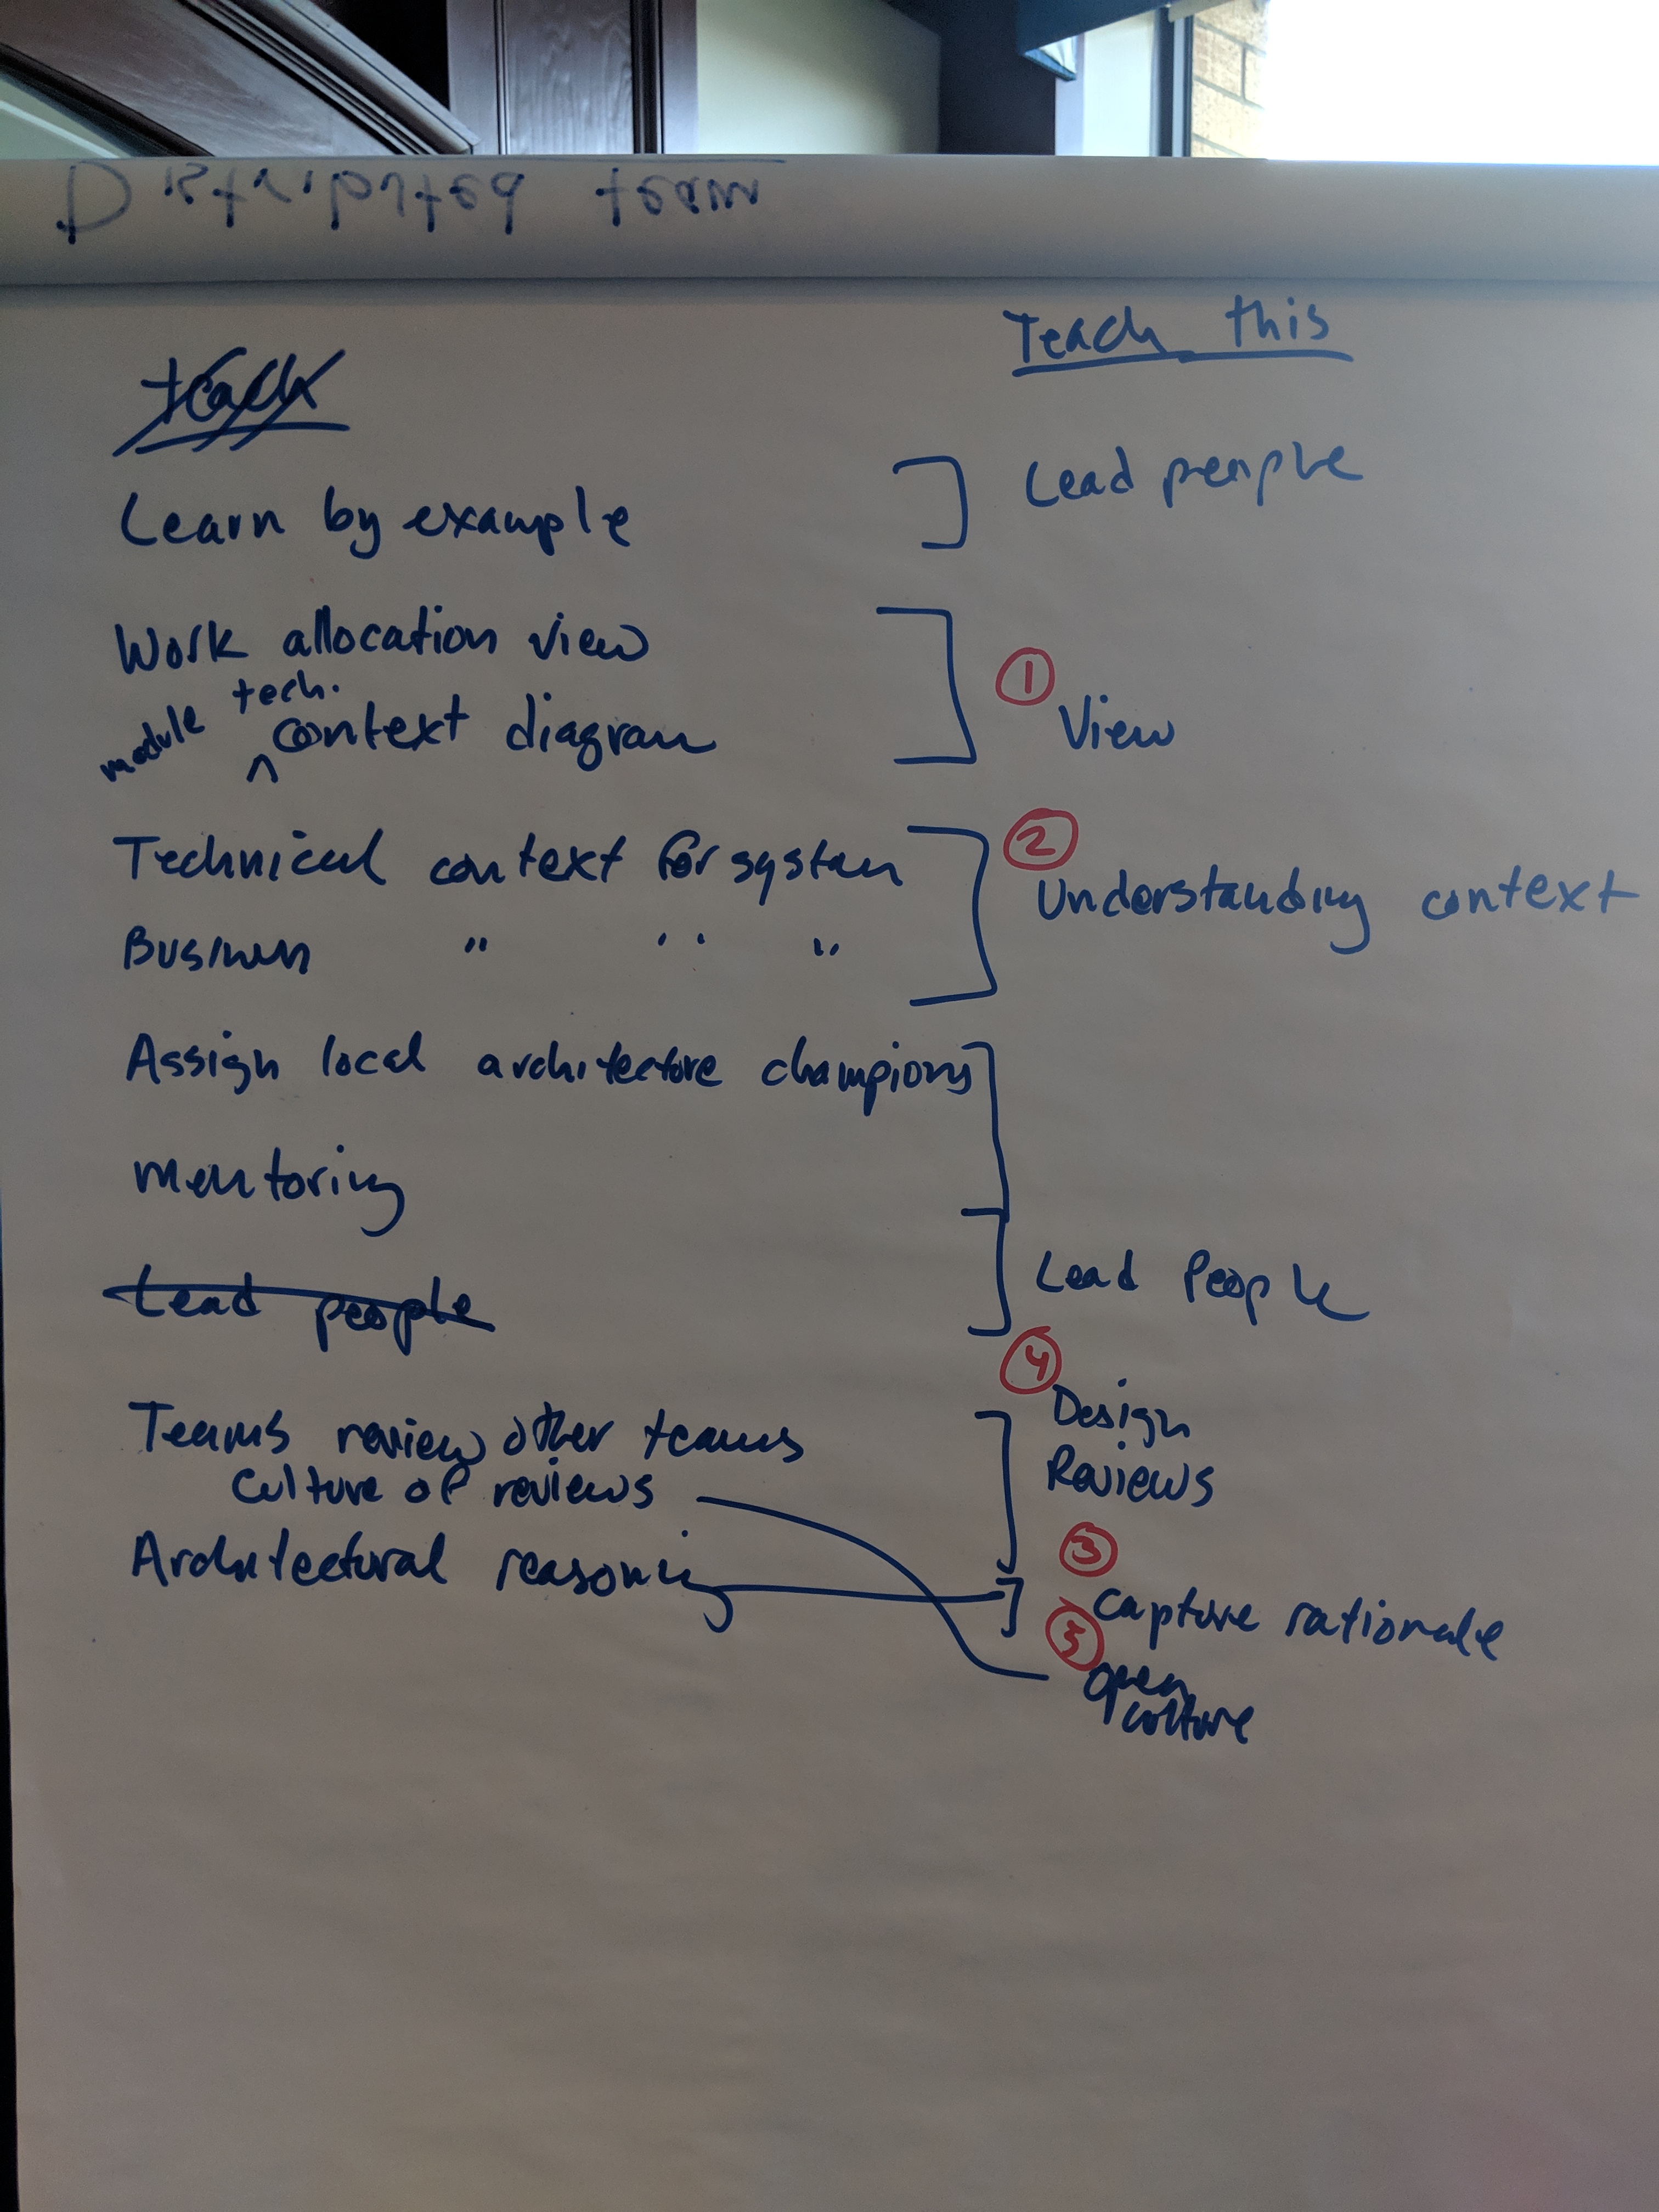 Distributed team
Teach this
teach
Lead people
Learn by example
Work allocation view
tech.
module context diagram
1
View
Technical context for system
2
Understanding context
Business " " "
Assign local architecture champions
mentoring
Lead People
Lead people
4
Design
Teams review other teams
Reviews
Culture of reviews
3
Architectural reasoning
Capture rationale
5
open
culture